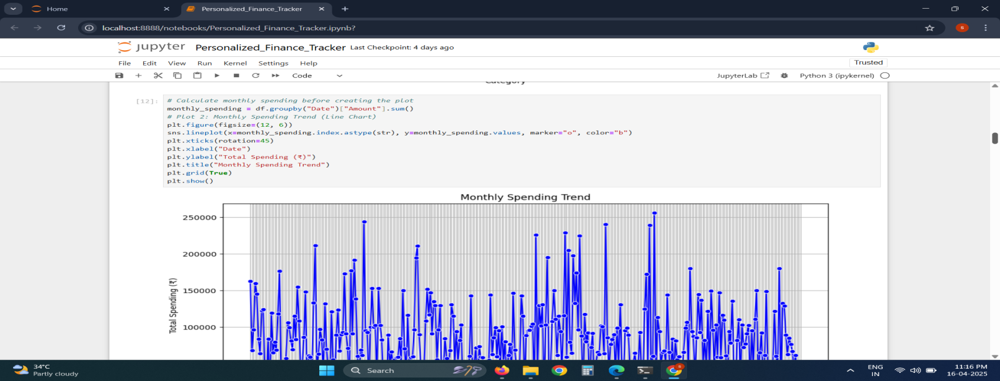 Home
Personalized_Finance_Tracker
localhost:8888/notebooks/Personalized_Finance_Tracker.ipynb?
S
jupyter Personalized_Finance_Tracker Last Checkpoint: 4 days ago
File Edit View Run Kernel Settings Help
Trusted
Code
JupyterLab Python 3 (ipykernel)
Category
[12]:
# Calculate monthly spending before creating the plot
monthly_spending = df.groupby("Date")["Amount"].sum()
# Plot 2: Monthly Spending Trend (Line Chart)
plt.figure(figsize=(12, 6))
sns.lineplot(x=monthly_spending.index.astype(str), y=monthly_spending.values, marker="o", color="b")
plt.xticks(rotation=45)
plt.xlabel("Date")
plt.ylabel("Total Spending (₹)")
plt.title("Monthly Spending Trend")
plt.grid(True)
plt.show()
Monthly Spending Trend
250000
200000
150000
100000
Total Spending (₹)
34°C
Partly cloudy
Search
S
ENG
IN
11:16 PM
16-04-2025